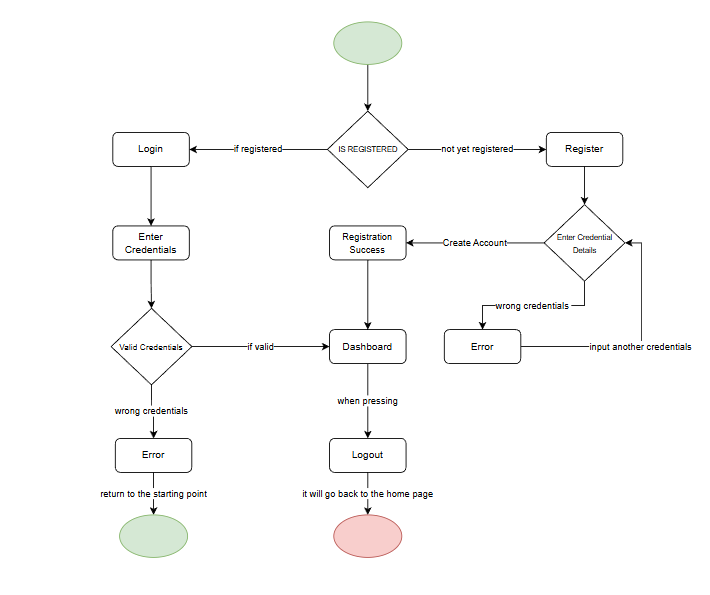 Login
if registered
IS REGISTERED
not yet registered
Register
Enter
Credentials
Registration
Success
Create Account
Enter Credential
Details
wrong credentials
Valid Credentials
if valid
Dashboard
Error
input another credentials
when pressing
wrong credentials
Error
Logout
return to the starting point
it will go back to the home page